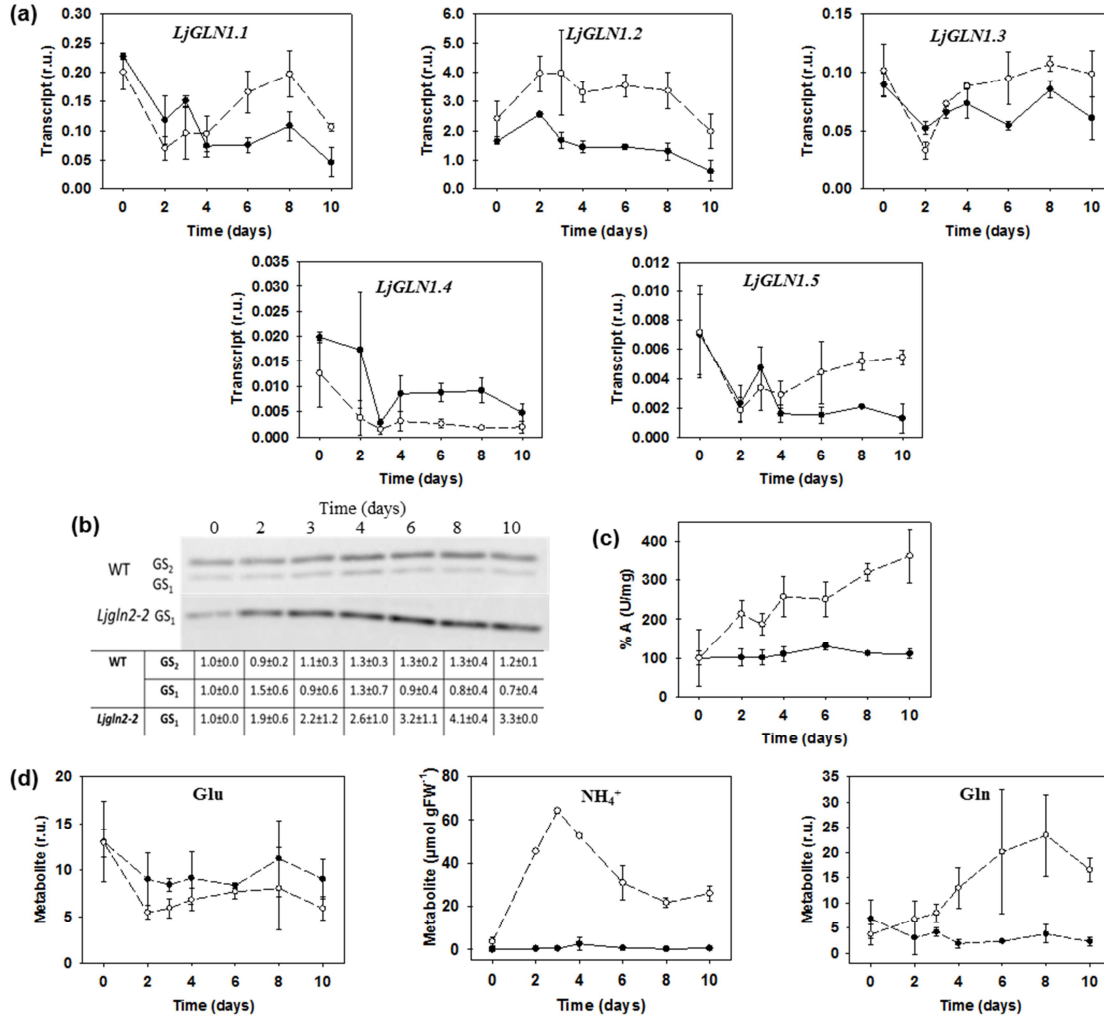 (a)
LjGLN1.1
Transcript (r.u.)
0.30
0.25
0.20
0.15
0.10
0.05
0.00
0 2 4 6 8 10
Time (days)
LjGLN1.2
Transcript (r.u.)
6.0
5.0
4.0
3.0
2.0
1.0
0.0
0 2 4 6 8 10
Time (days)
LjGLN1.3
Transcript (r.u.)
0.15
0.10
0.05
0.00
0 2 4 6 8 10
Time (days)
LjGLN1.4
Transcript (r.u.)
0.035
0.030
0.025
0.020
0.015
0.010
0.005
0.000
0 2 4 6 8 10
Time (days)
LjGLN1.5
Transcript (r.u.)
0.012
0.010
0.008
0.006
0.004
0.002
0.000
0 2 4 6 8 10
Time (days)
(b)
Time (days)
0 2 3 4 6 8 10
WT GS₂
GS₁
Ljgln2-2 GS₁
WT GS₂ 1.0±0.0 0.9±0.2 1.1±0.3 1.3±0.3 1.3±0.2 1.3±0.4 1.2±0.1
GS₁ 1.0±0.0 1.5±0.6 0.9±0.6 1.3±0.7 0.9±0.4 0.8±0.4 0.7±0.4
Ljgln2-2 GS₁ 1.0±0.0 1.9±0.6 2.2±1.2 2.6±1.0 3.2±1.1 4.1±0.4 3.3±0.0
(c)
% A (U/mg)
400
300
200
100
0
0 2 4 6 8 10
Time (days)
(d)
Glu
Metabolite (r.u.)
20
15
10
5
0
0 2 4 6 8 10
Time (days)
NH₄⁺
Metabolite (µmol gFW⁻¹)
80
60
40
20
0
0 2 4 6 8 10
Time (days)
Gln
Metabolite (r.u.)
35
30
25
20
15
10
5
0
0 2 4 6 8 10
Time (days)